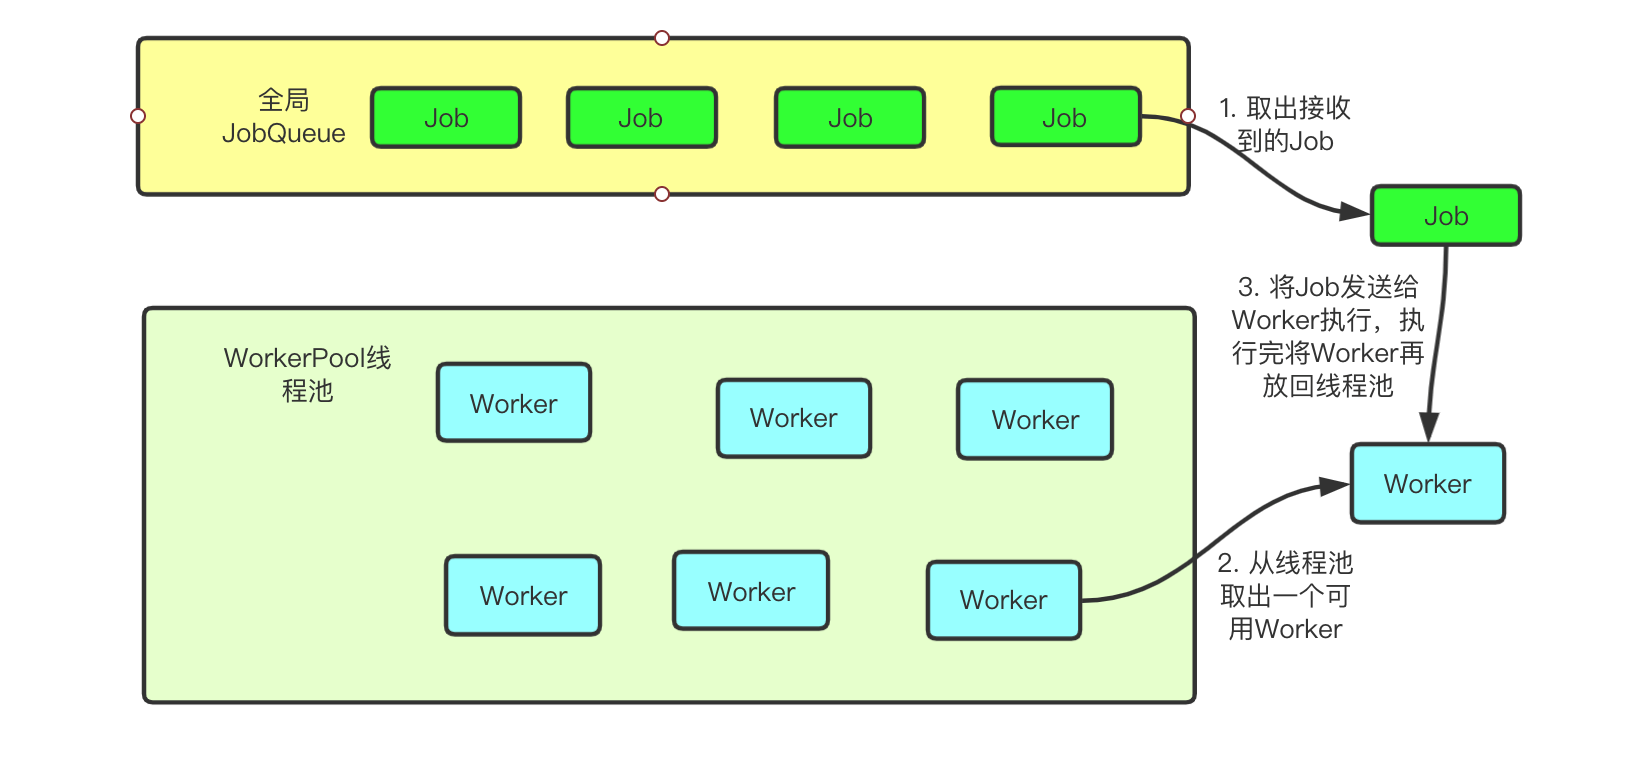 全局
JobQueue
Job
Job
Job
Job
1. 取出接收
到的Job
Job
3. 将Job发送给
Worker执行，执
行完将Worker再
放回线程池
WorkerPool线
程池
Worker
Worker
Worker
Worker
Worker
Worker
Worker
2. 从线程池
取出一个可
用Worker